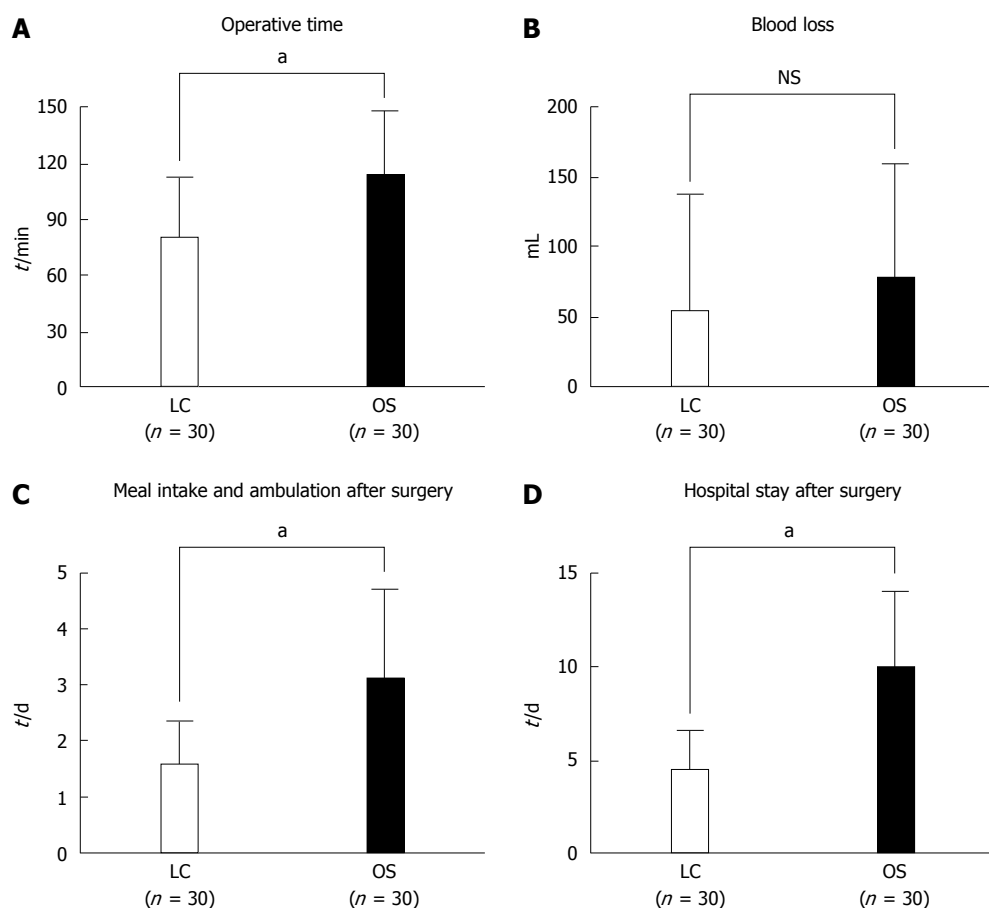 A
Operative time
a
t/min
150
120
90
60
30
0
LC
(n = 30)
OS
(n = 30)
B
Blood loss
NS
mL
200
150
100
50
0
LC
(n = 30)
OS
(n = 30)
C
Meal intake and ambulation after surgery
a
t/d
5
4
3
2
1
0
LC
(n = 30)
OS
(n = 30)
D
Hospital stay after surgery
a
t/d
15
10
5
0
LC
(n = 30)
OS
(n = 30)